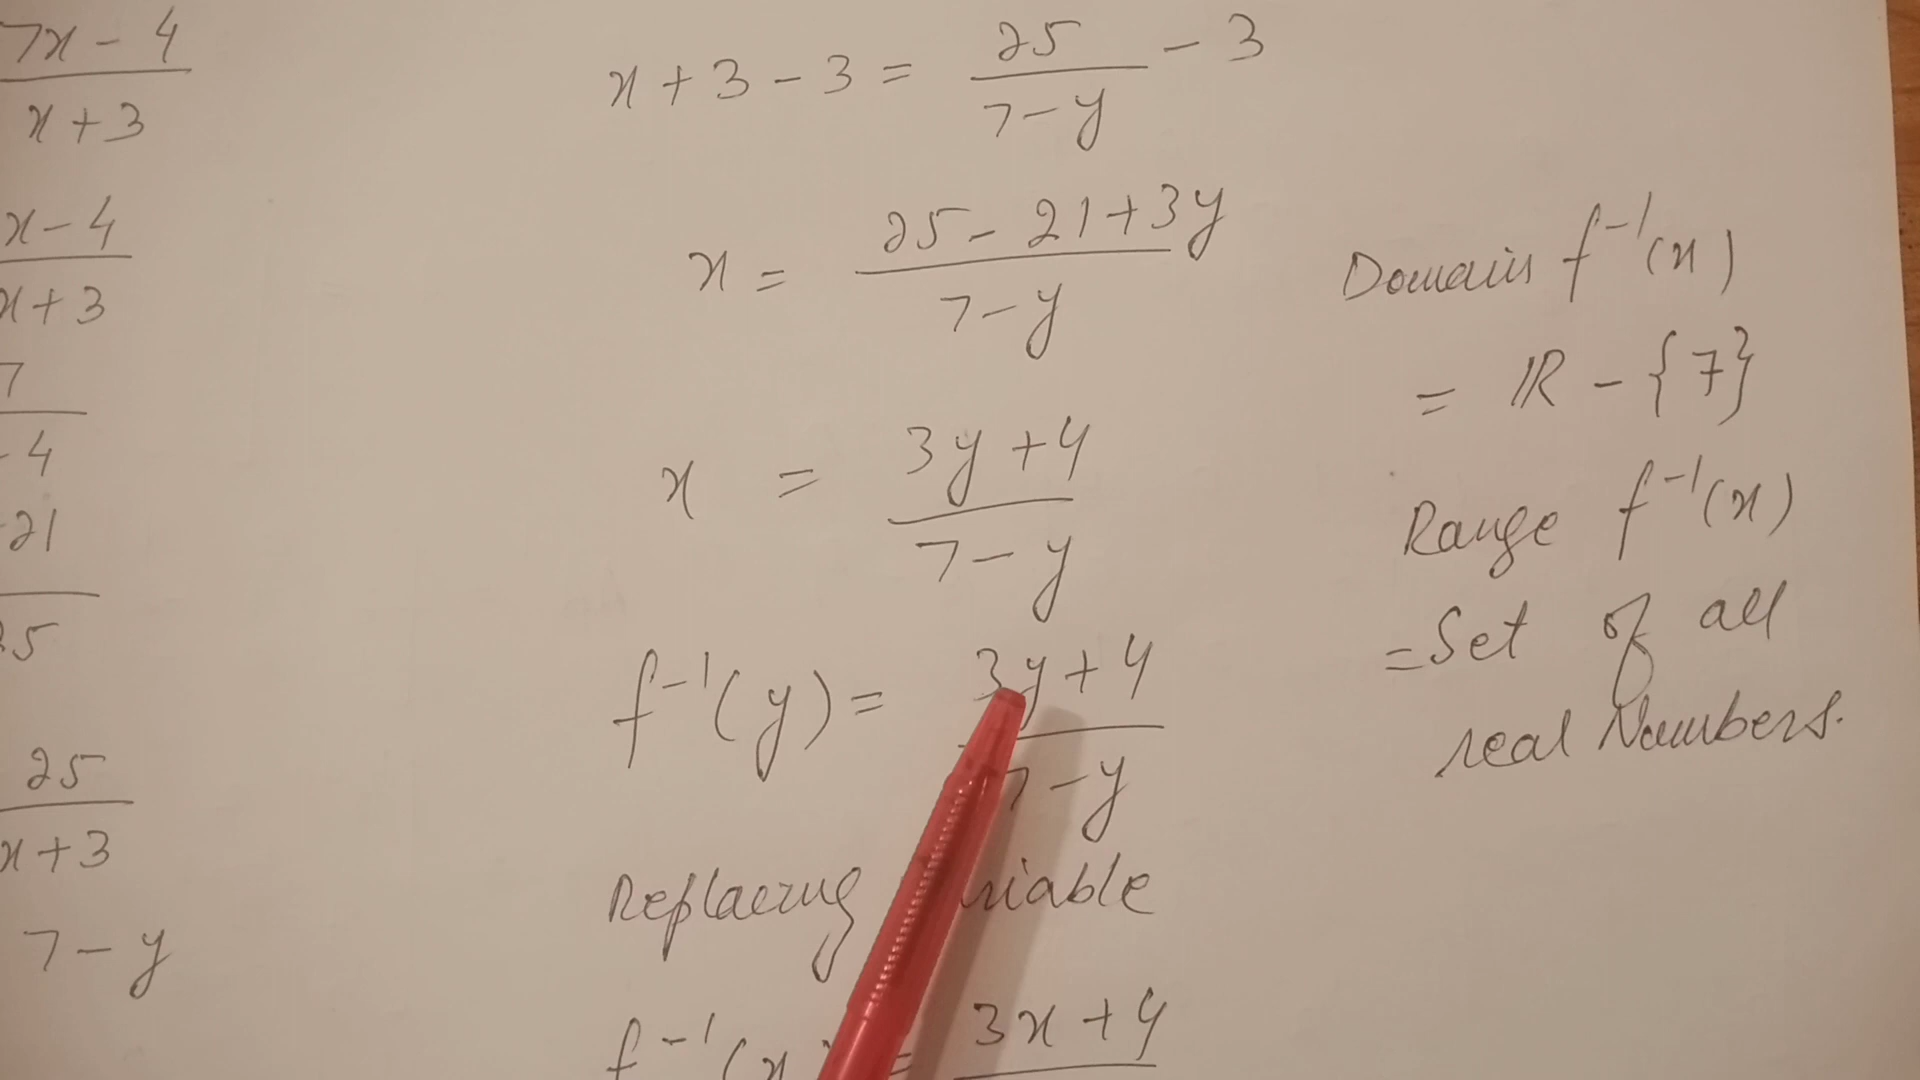 7x - 4
x + 3
x - 4
x + 3
7
- 4
21
25
x + 3
7 - y
x + 3 - 3 = 25 / 7 - y - 3
x = 25 - 21 + 3y / 7 - y
x = 3y + 4 / 7 - y
f⁻¹(y) = 3y + 4 / 7 - y
Replacing
f⁻¹(x = 3x + 4
Domain f⁻¹(x)
= ℝ - {7}
Range f⁻¹(x)
= Set of all
real Numbers.